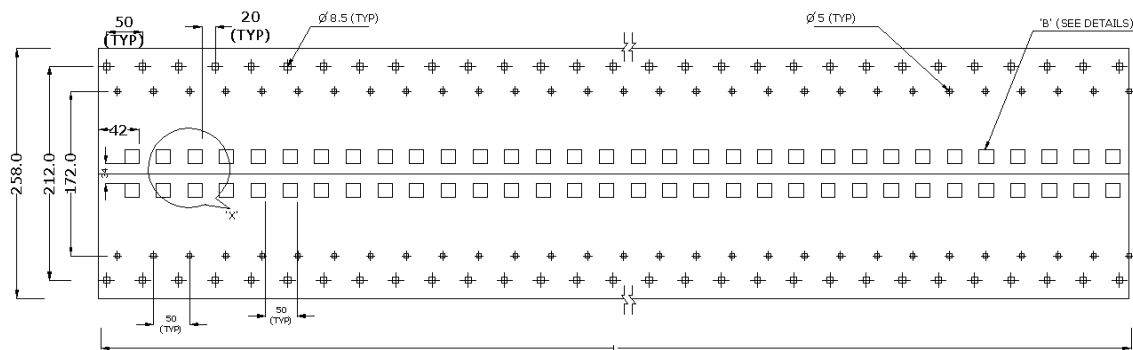 50
(TYP)
20
(TYP)
Ø 8.5 (TYP)
Ø 5 (TYP)
'B' (SEE DETAILS)
258.0
212.0
172.0
42
34
'X'
50
(TYP)
50
(TYP)